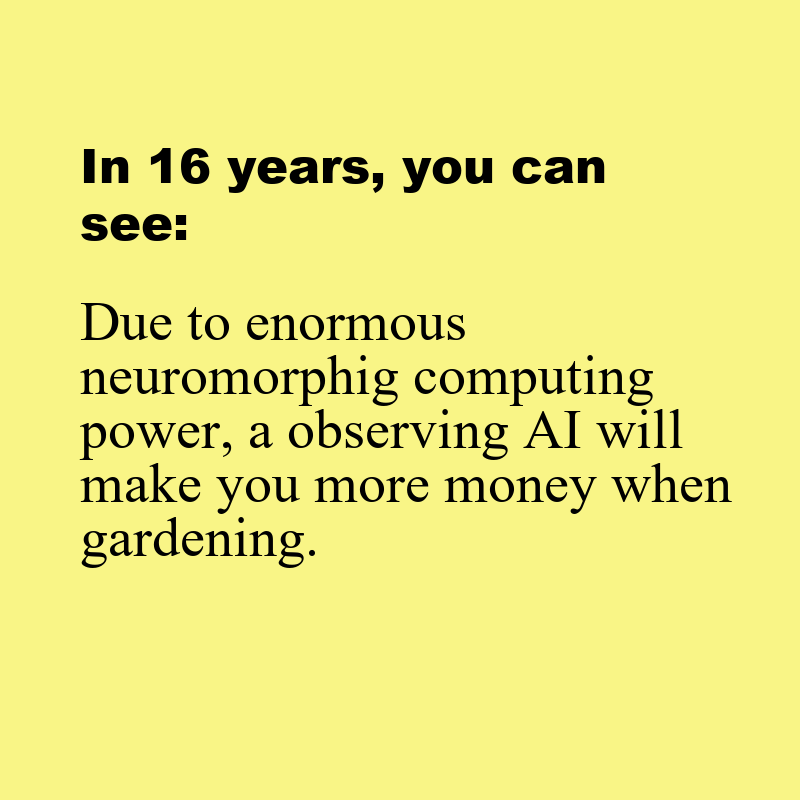 In 16 years, you can
see:
Due to enormous
neuromorphig computing
power, a observing AI will
make you more money when
gardening.